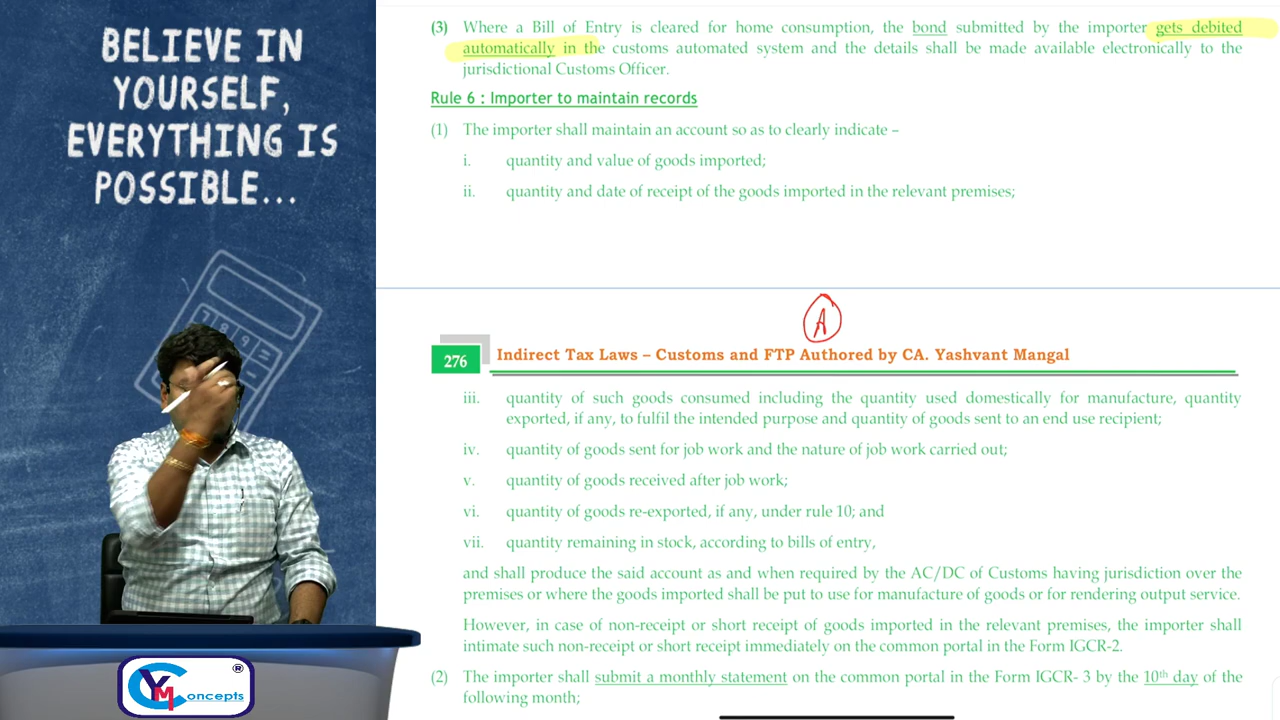 BELIEVE IN
YOURSELF,
EVERYTHING IS
POSSIBLE...
7 8 9
CYM Concepts ®
(3) Where a Bill of Entry is cleared for home consumption, the bond submitted by the importer gets debited
automatically in the customs automated system and the details shall be made available electronically to the
jurisdictional Customs Officer.
Rule 6 : Importer to maintain records
(1) The importer shall maintain an account so as to clearly indicate –
i. quantity and value of goods imported;
ii. quantity and date of receipt of the goods imported in the relevant premises;
A
276 Indirect Tax Laws – Customs and FTP Authored by CA. Yashvant Mangal
iii. quantity of such goods consumed including the quantity used domestically for manufacture, quantity
exported, if any, to fulfil the intended purpose and quantity of goods sent to an end use recipient;
iv. quantity of goods sent for job work and the nature of job work carried out;
v. quantity of goods received after job work;
vi. quantity of goods re-exported, if any, under rule 10; and
vii. quantity remaining in stock, according to bills of entry,
and shall produce the said account as and when required by the AC/DC of Customs having jurisdiction over the
premises or where the goods imported shall be put to use for manufacture of goods or for rendering output service.
However, in case of non-receipt or short receipt of goods imported in the relevant premises, the importer shall
intimate such non-receipt or short receipt immediately on the common portal in the Form IGCR-2.
(2) The importer shall submit a monthly statement on the common portal in the Form IGCR- 3 by the 10th day of the
following month;